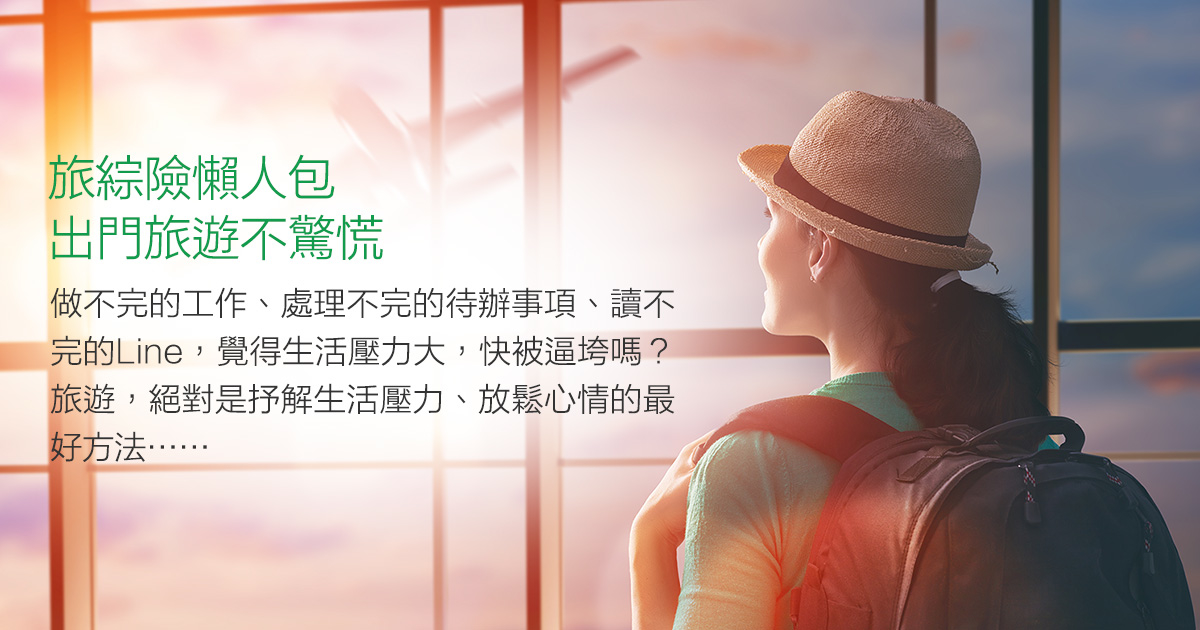 旅綜險懶人包
出門旅遊不驚慌
做不完的工作、處理不完的待辦事項、讀不
完的Line，覺得生活壓力大，快被逼垮嗎？
旅遊，絕對是抒解生活壓力、放鬆心情的最
好方法……